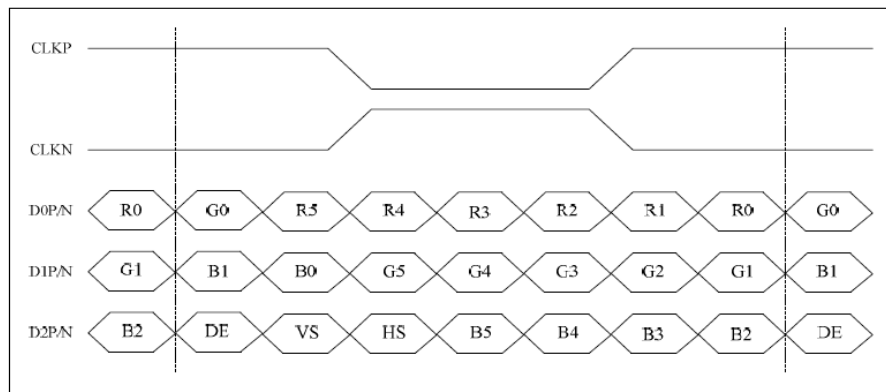 CLKP
CLKN
D0P/N R0 G0 R5 R4 R3 R2 R1 R0 G0
D1P/N G1 B1 B0 G5 G4 G3 G2 G1 B1
D2P/N B2 DE VS HS B5 B4 B3 B2 DE